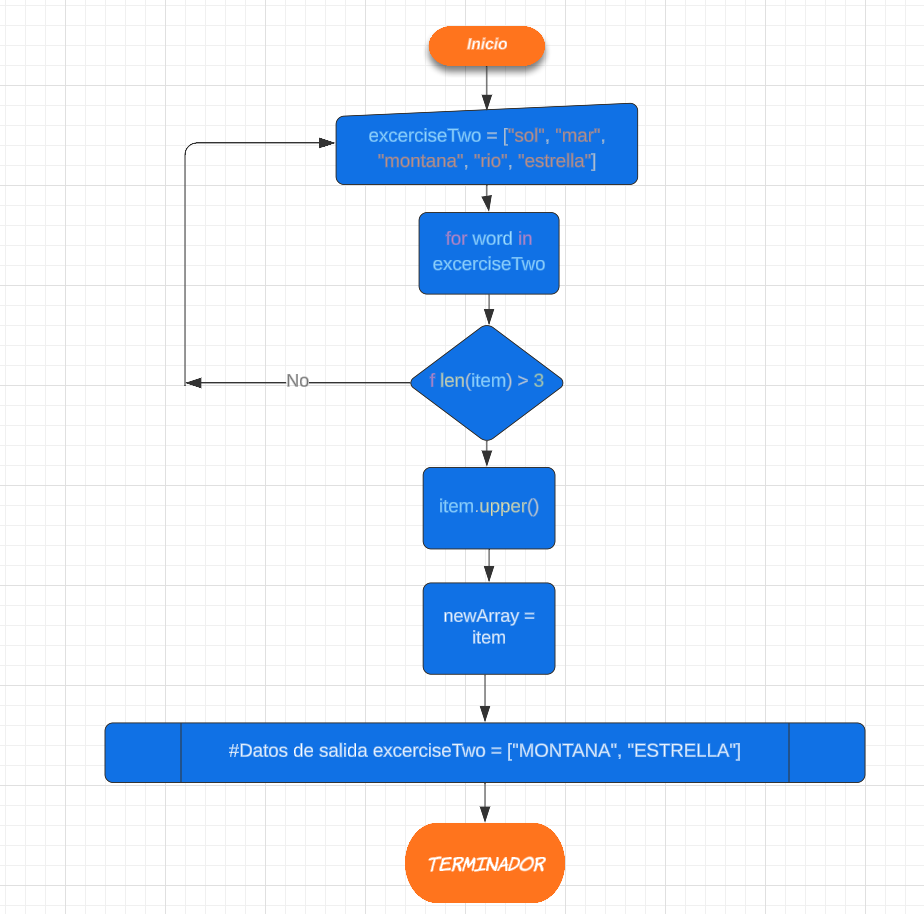 Inicio
excerciseTwo = ["sol", "mar",
"montana", "rio", "estrella"]
for word in
excerciseTwo
f len(item) > 3
No
item.upper()
newArray =
item
#Datos de salida excerciseTwo = ["MONTANA", "ESTRELLA"]
TERMINADOR